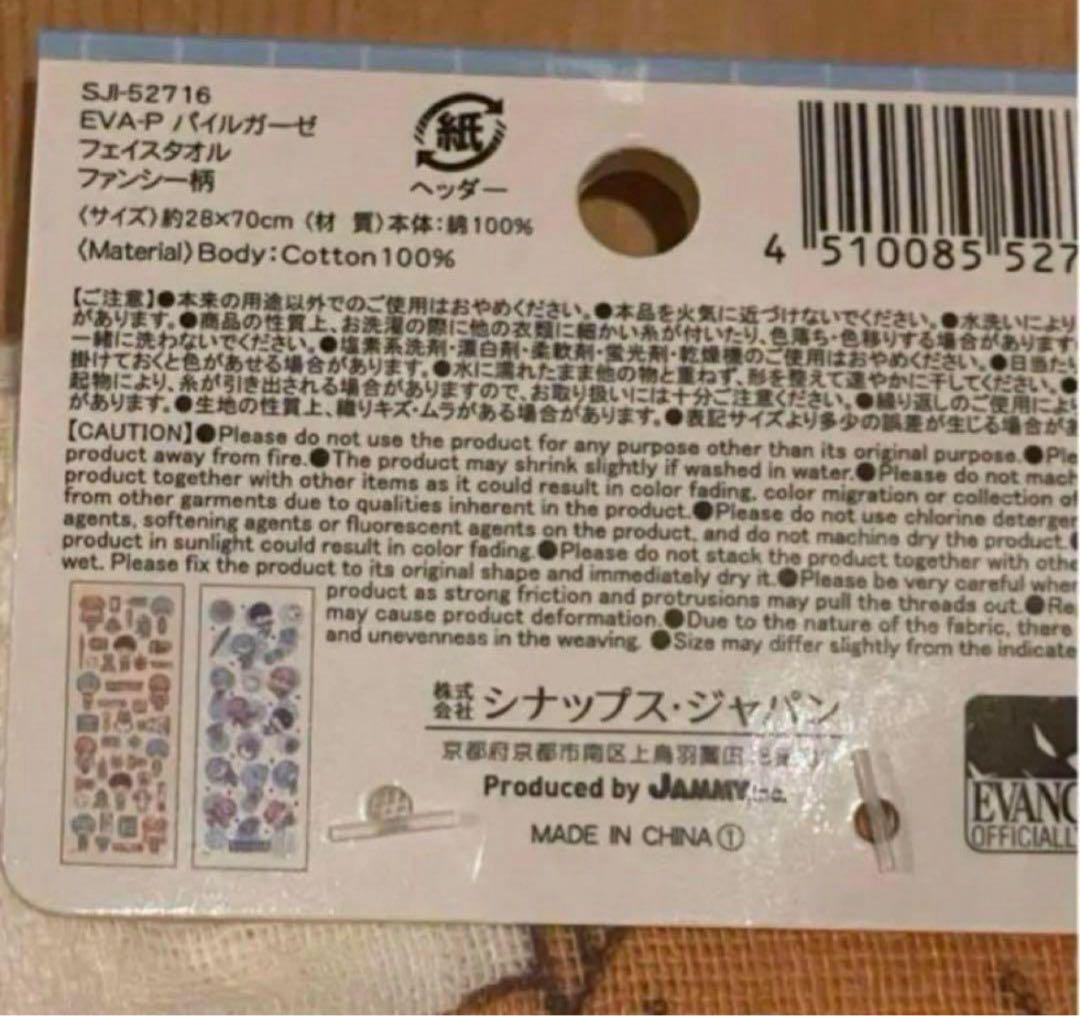 SJI-52716
EVA-P パイルガーゼ
フェイスタオル
ファンシー柄
紙
ヘッダー
〈サイズ〉約28×70cm 〈材 質〉本体:綿100%
〈Material〉Body:Cotton100%
4 510085 527
【ご注意】●本来の用途以外でのご使用はおやめください。●本品を火気に近づけないでください。●水洗いにより
があります。●商品の性質上、お洗濯の際に他の衣類に細かい糸が付いたり、色落ち・色移りする場合があります
一緒に洗わないでください。●塩素系洗剤・漂白剤・柔軟剤・蛍光剤・乾燥機のご使用はおやめください。●日当たり
掛けておくと色があせる場合があります。●水に濡れたまま他の物と重ねず、形を整えて速やかに干してください。●
起物により、糸が引き出される場合がありますので、お取り扱いには十分ご注意ください。●繰り返しのご使用によ
があります。●生地の性質上、織りキズ・ムラがある場合があります。●表記サイズより多少の誤差が生じる場合が
【CAUTION】●Please do not use the product for any purpose other than its original purpose.●Ple
product away from fire.●The product may shrink slightly if washed in water.●Please do not mach
product together with other items as it could result in color fading, color migration or collection of
from other garments due to qualities inherent in the product.●Please do not use chlorine deterger
agents, softening agents or fluorescent agents on the product, and do not machine dry the product.
product in sunlight could result in color fading.●Please do not stack the product together with othe
wet. Please fix the product to its original shape and immediately dry it.●Please be very careful wher
product as strong friction and protrusions may pull the threads out.●Re
may cause product deformation.●Due to the nature of the fabric, there
and unevenness in the weaving. ●Size may differ slightly from the indicate
株式会社 シナップス・ジャパン
京都府京都市南区上鳥羽
Produced by JAMMY,Inc.
MADE IN CHINA①
EVANG
OFFICIALL